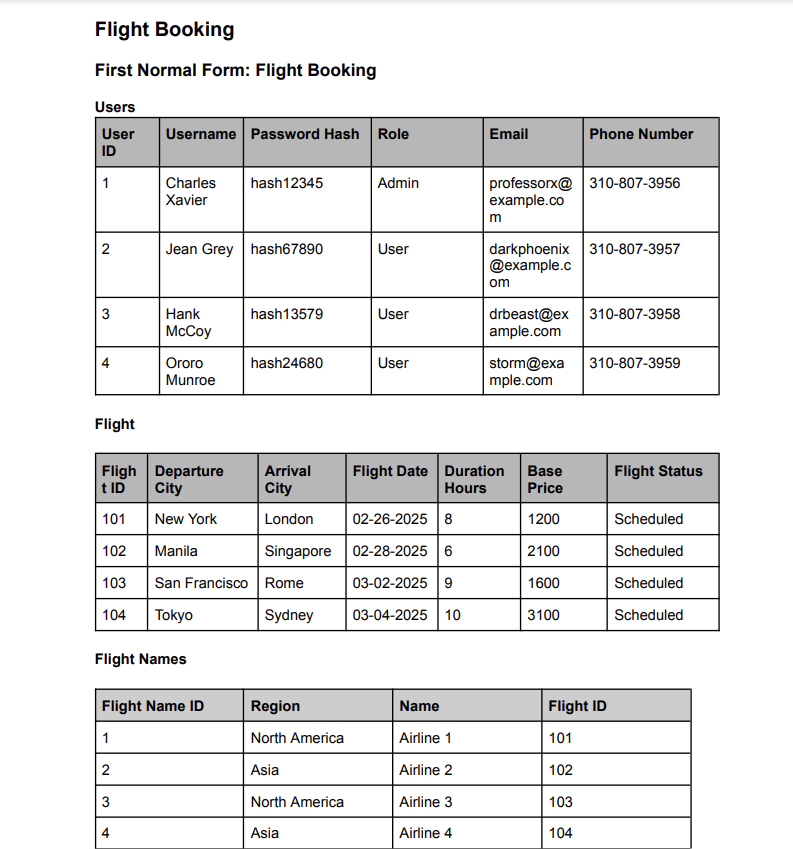 Flight Booking
First Normal Form: Flight Booking
Users
User ID Username Password Hash Role Email Phone Number
1 Charles Xavier hash12345 Admin professorx@example.com 310-807-3956
2 Jean Grey hash67890 User darkphoenix@example.com 310-807-3957
3 Hank McCoy hash13579 User drbeast@example.com 310-807-3958
4 Ororo Munroe hash24680 User storm@example.com 310-807-3959
Flight
Flight ID Departure City Arrival City Flight Date Duration Hours Base Price Flight Status
101 New York London 02-26-2025 8 1200 Scheduled
102 Manila Singapore 02-28-2025 6 2100 Scheduled
103 San Francisco Rome 03-02-2025 9 1600 Scheduled
104 Tokyo Sydney 03-04-2025 10 3100 Scheduled
Flight Names
Flight Name ID Region Name Flight ID
1 North America Airline 1 101
2 Asia Airline 2 102
3 North America Airline 3 103
4 Asia Airline 4 104